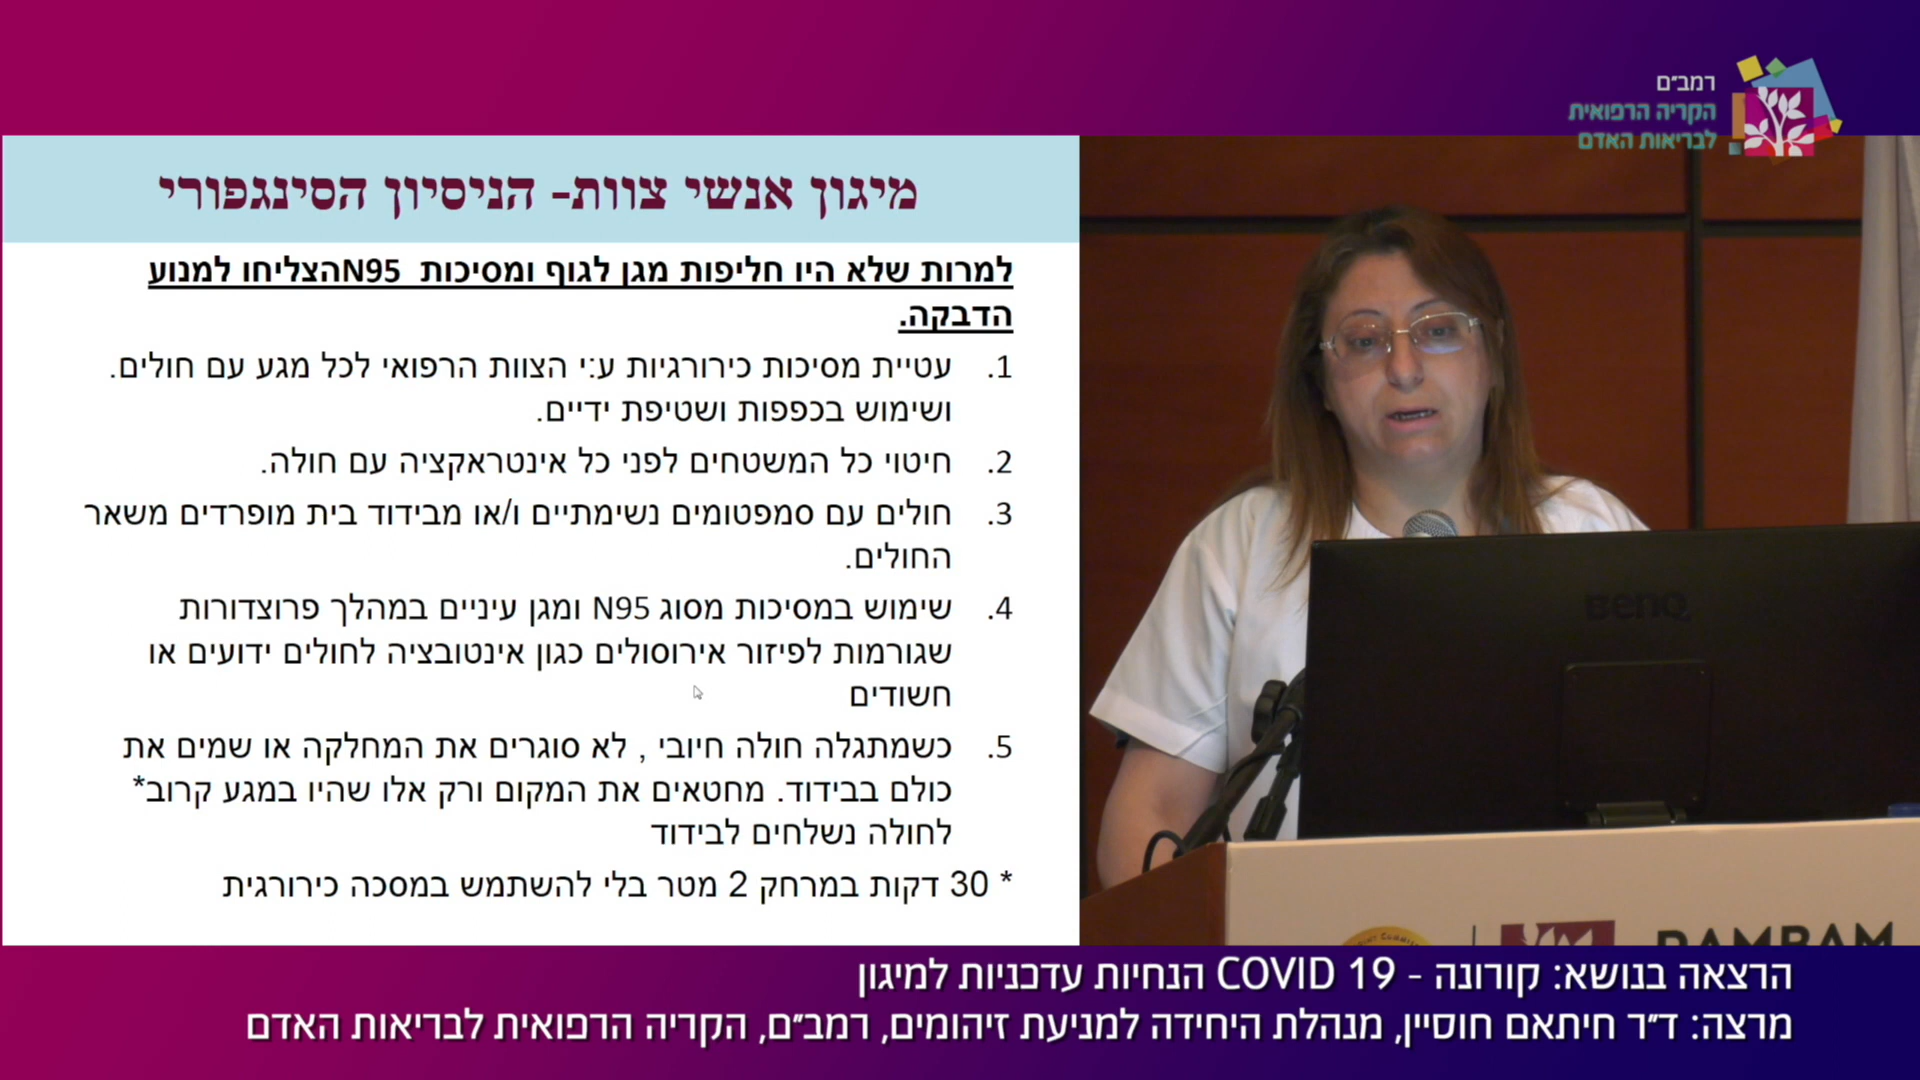 רמב״ם
הקריה הרפואית
לבריאות האדם
מיגון אנשי צוות- הניסיון הסינגפורי
למרות שלא היו חליפות מגן לגוף ומסיכות N95הצליחו למנוע
הדבקה.
1. עטיית מסיכות כירורגיות ע:י הצוות הרפואי לכל מגע עם חולים.
ושימוש בכפפות ושטיפת ידיים.
2. חיטוי כל המשטחים לפני כל אינטראקציה עם חולה.
3. חולים עם סמפטומים נשימתיים ו/או מבידוד בית מופרדים משאר
החולים.
4. שימוש במסיכות מסוג N95 ומגן עיניים במהלך פרוצדורות
שגורמות לפיזור אירוסולים כגון אינטובציה לחולים ידועים או
חשודים
5. כשמתגלה חולה חיובי , לא סוגרים את המחלקה או שמים את
כולם בבידוד. מחטאים את המקום ורק אלו שהיו במגע קרוב*
לחולה נשלחים לבידוד
* 30 דקות במרחק 2 מטר בלי להשתמש במסכה כירורגית
BenQ
RAMBAM
הרצאה בנושא: קורונה - COVID 19 הנחיות עדכניות למיגון
מרצה: ד״ר חיתאם חוסיין, מנהלת היחידה למניעת זיהומים, רמב״ם, הקריה הרפואית לבריאות האדם